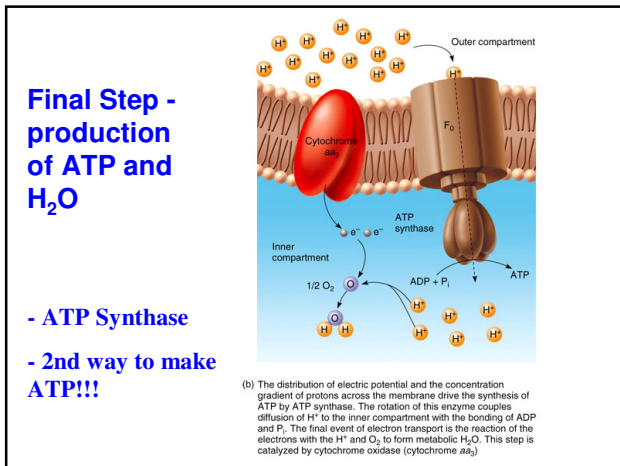 Final Step -
production
of ATP and
H₂O
- ATP Synthase
- 2nd way to make
ATP!!!
H⁺ H⁺ H⁺ H⁺ H⁺
Outer compartment
H⁺ H⁺ H⁺ H⁺ H⁺
H⁺ H⁺
F₀
Cytochrome
aa₃
ATP
synthase
e⁻ e⁻
Inner
compartment
ATP
ADP + Pᵢ
1/2 O₂
O
H⁺ H⁺ H⁺
O
H H
H⁺ H⁺ H⁺
(b) The distribution of electric potential and the concentration
gradient of protons across the membrane drive the synthesis of
ATP by ATP synthase. The rotation of this enzyme couples
diffusion of H⁺ to the inner compartment with the bonding of ADP
and Pᵢ. The final event of electron transport is the reaction of the
electrons with the H⁺ and O₂ to form metabolic H₂O. This step is
catalyzed by cytochrome oxidase (cytochrome aa₃)